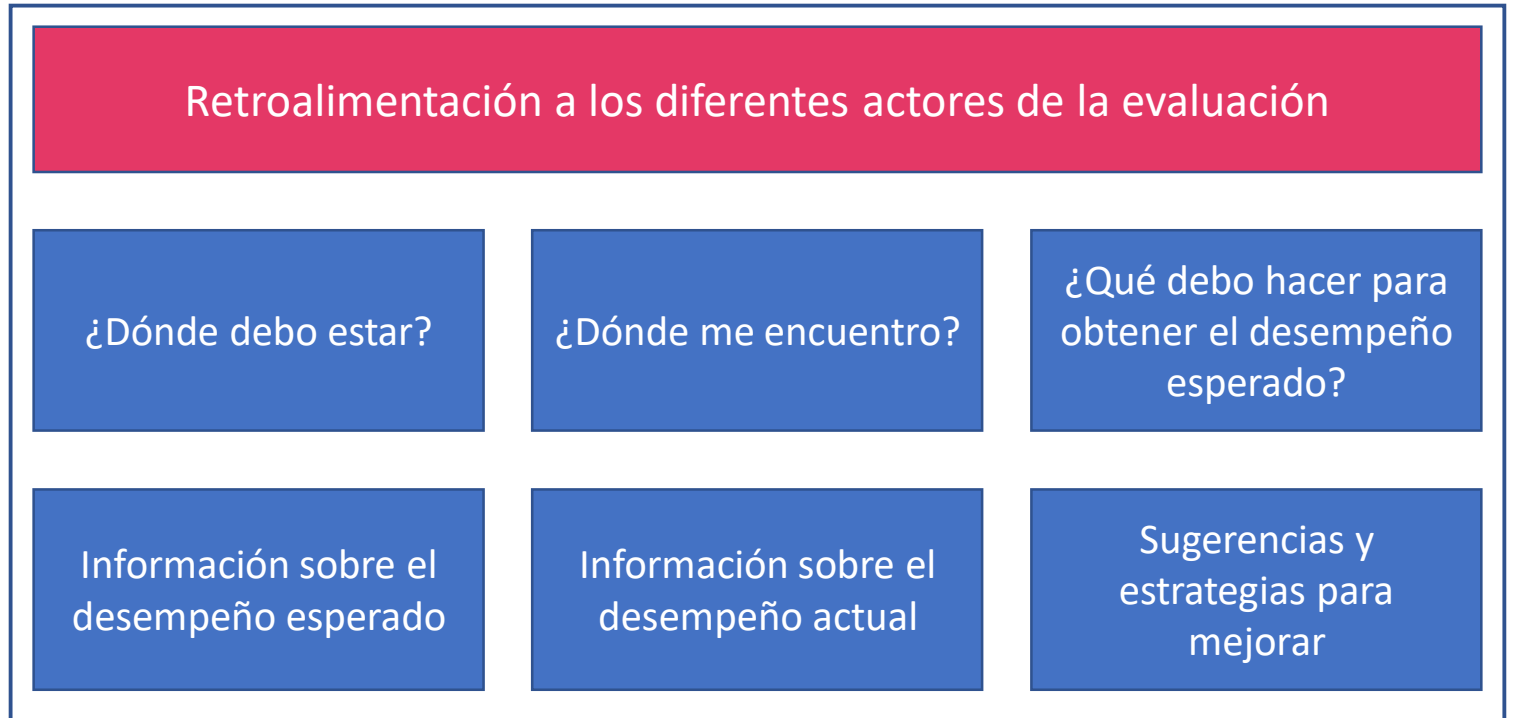 Retroalimentación a los diferentes actores de la evaluación
¿Dónde debo estar?
¿Dónde me encuentro?
¿Qué debo hacer para
obtener el desempeño
esperado?
Información sobre el
desempeño esperado
Información sobre el
desempeño actual
Sugerencias y
estrategias para
mejorar